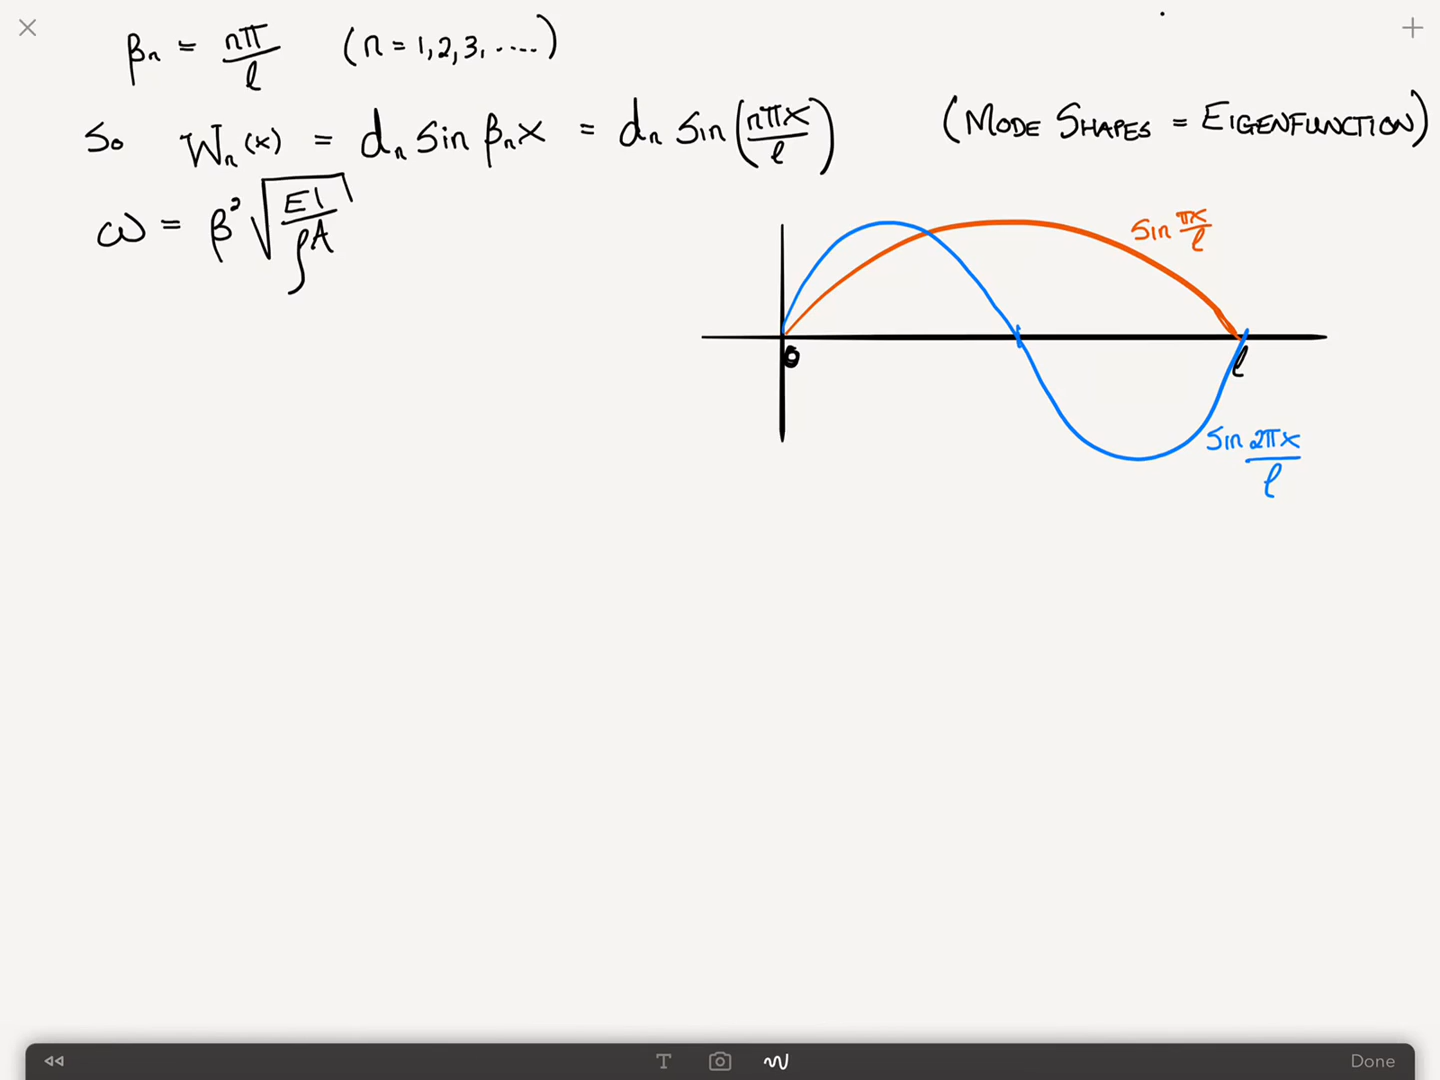 βn = nπ/l (n = 1,2,3, .....)
So Wn(x) = dn Sin βn x = dn Sin(nπx/l) (MODE SHAPES = EIGENFUNCTION)
ω = β² √(EI/ρA)
Sin πx/l
0
l
Sin 2πx/l
T
Done